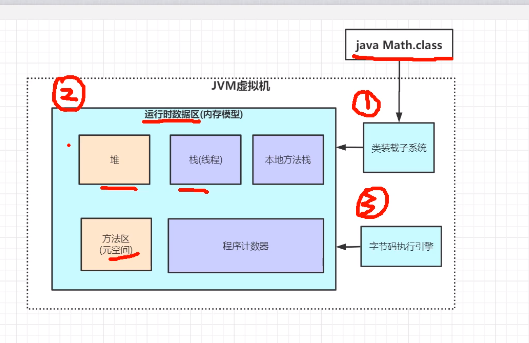 java Math.class
JVM虚拟机
②
运行时数据区(内存模型)
①
堆
栈(线程)
本地方法栈
类装载子系统
③
方法区
(元空间)
程序计数器
字节码执行引擎